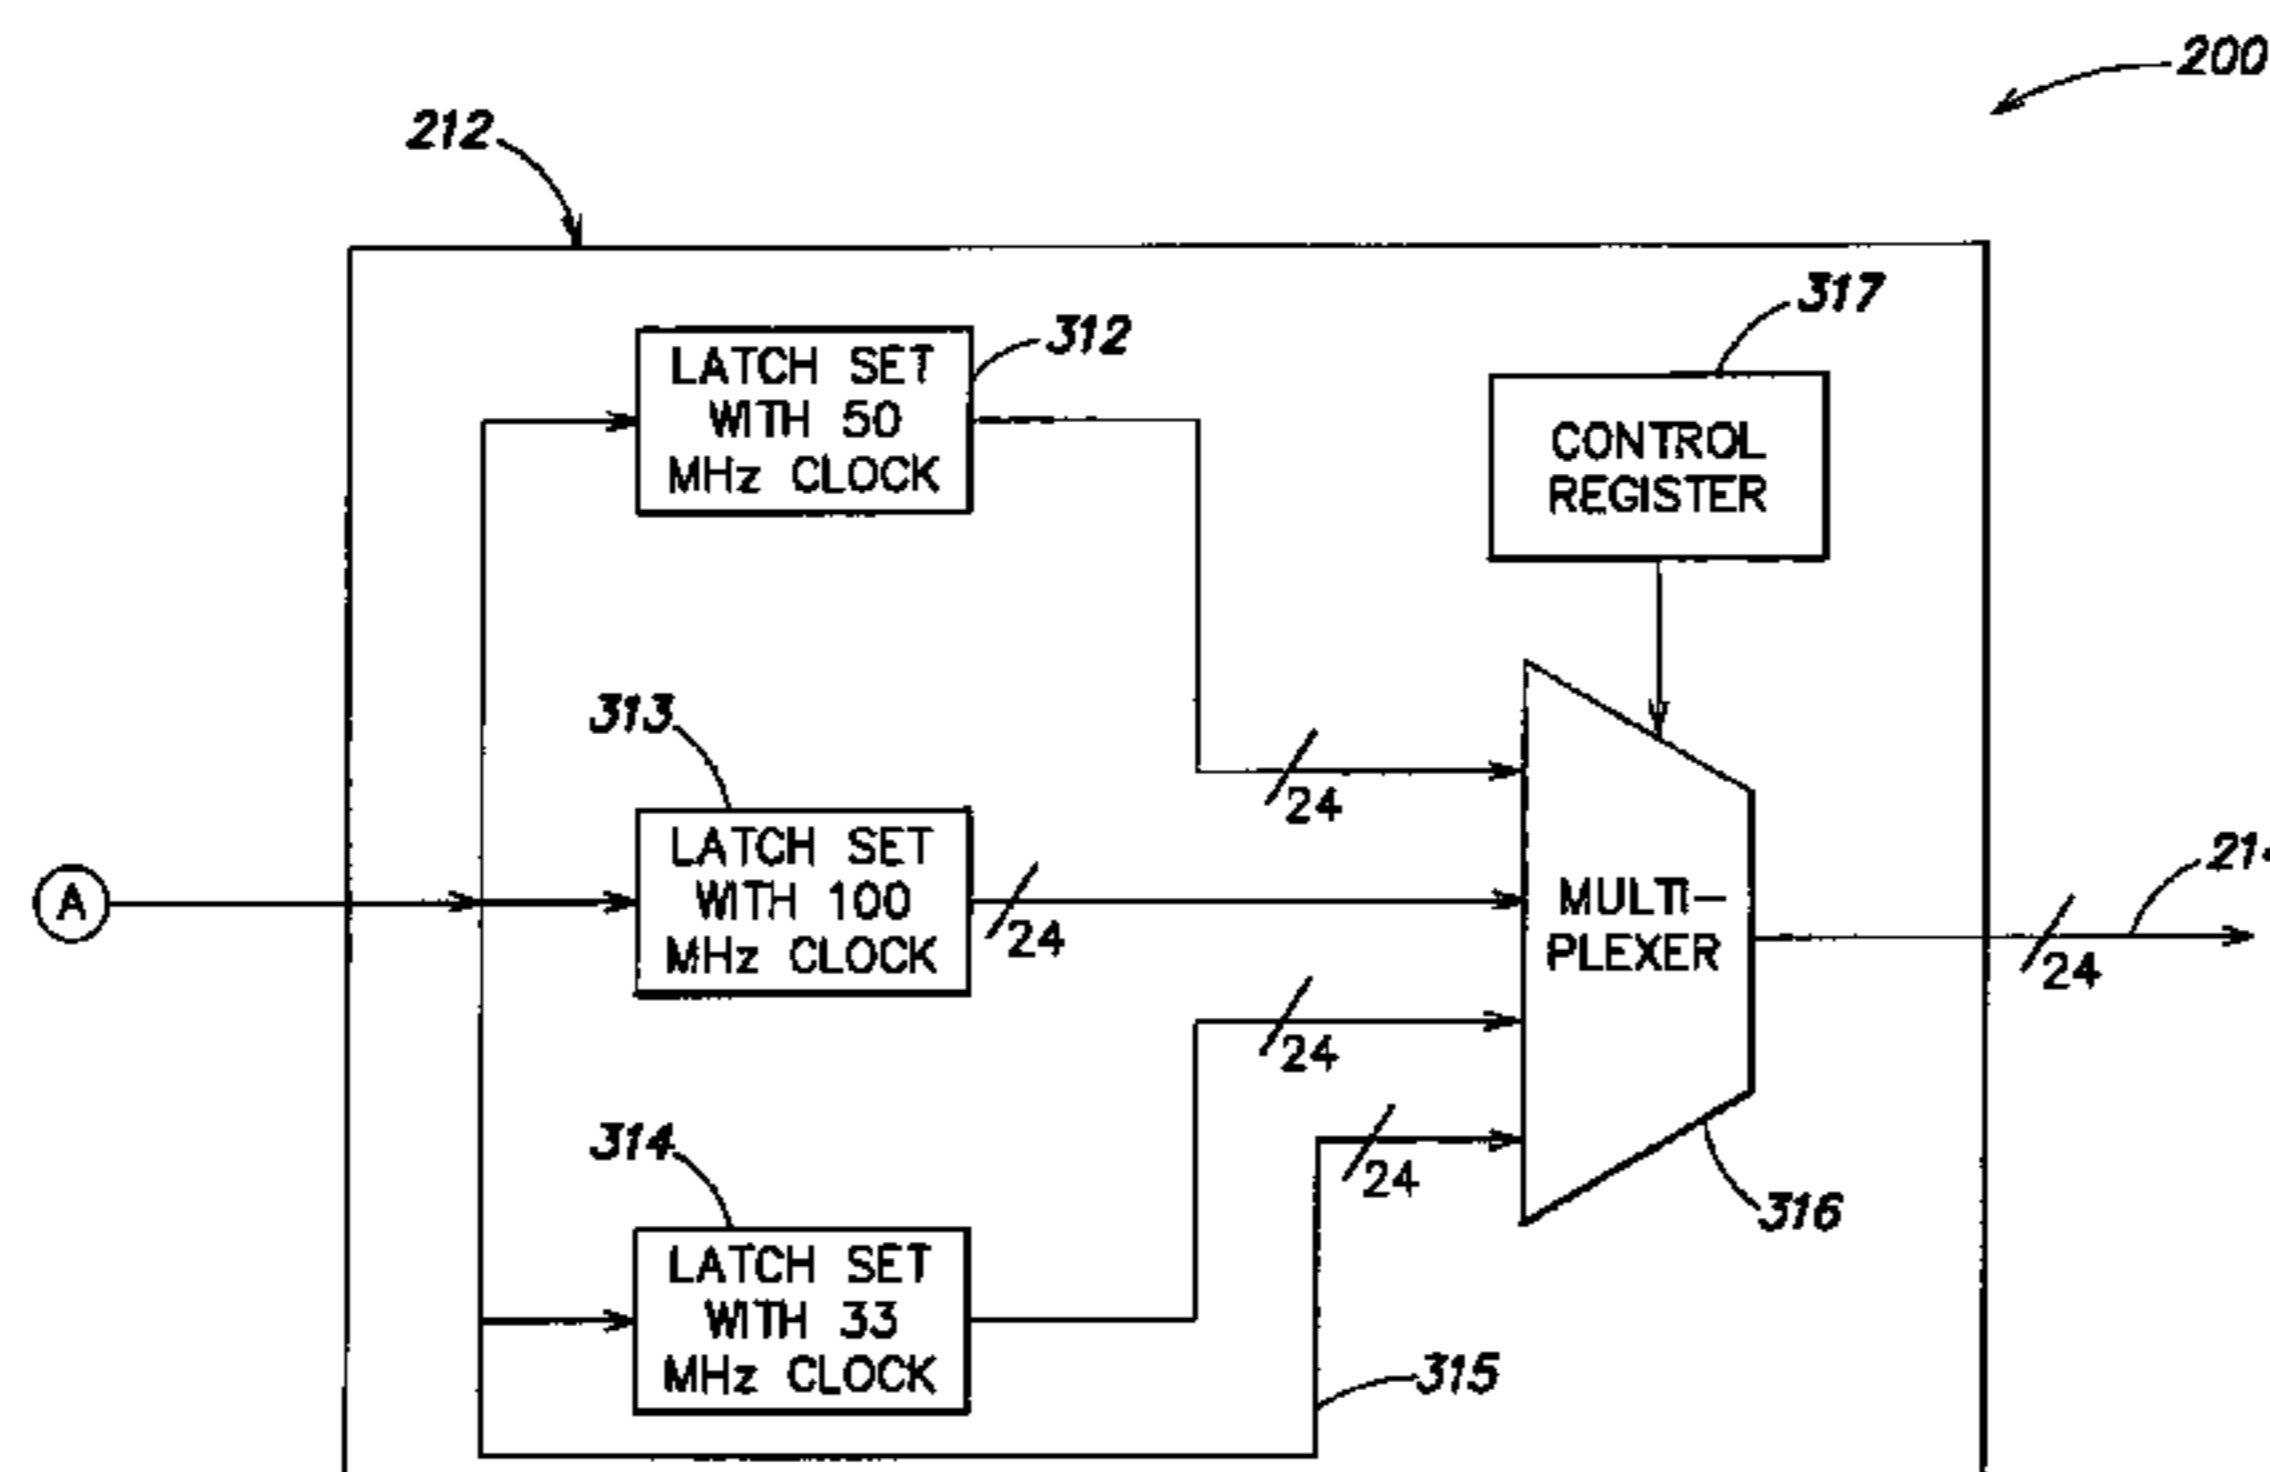 200
212
317
312
LATCH SET
WITH 50
MHz CLOCK
CONTROL
REGISTER
313
24
LATCH SET
WITH 100
MHz CLOCK
A
24
MULTI-
PLEXER
24
24
314
24
316
LATCH SET
WITH 33
MHz CLOCK
315